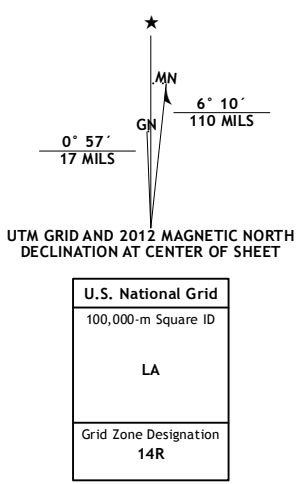 ★
MN
GN
6° 10´
110 MILS
0° 57´
17 MILS
UTM GRID AND 2012 MAGNETIC NORTH
DECLINATION AT CENTER OF SHEET
U.S. National Grid
100,000-m Square ID
LA
Grid Zone Designation
14R